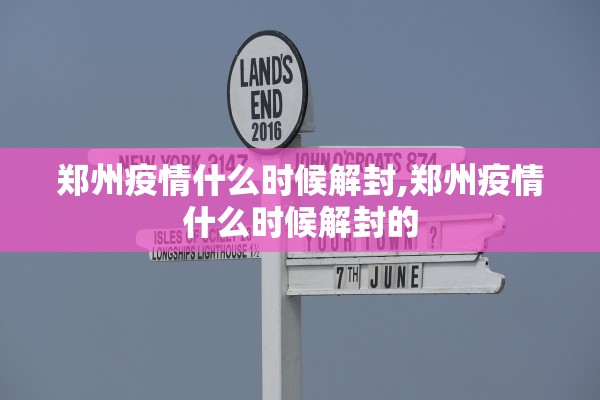 LAND'S
END
2016
NEW YORK 3147
JOHN O'GROATS 874
郑州疫情什么时候解封,郑州疫情
什么时候解封的
ISLES OF SCILLY 28
YOUR TOWN ?
LONGSHIPS LIGHTHOUSE 1½
7TH JUNE